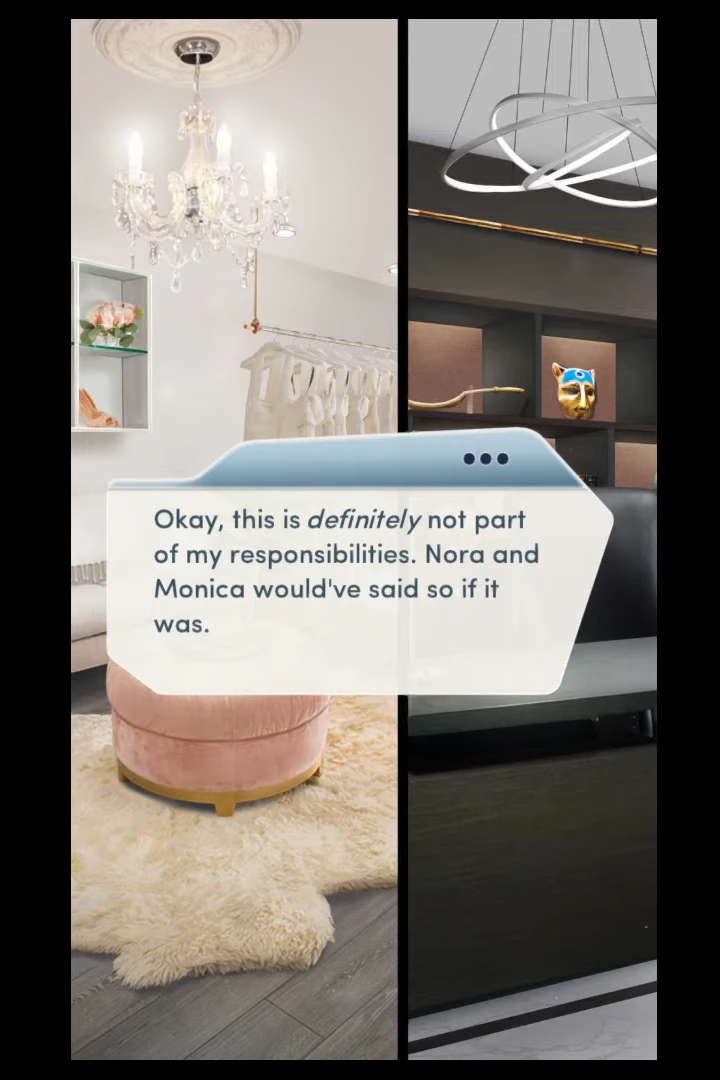 Okay, this is definitely not part
of my responsibilities. Nora and
Monica would've said so if it
was.